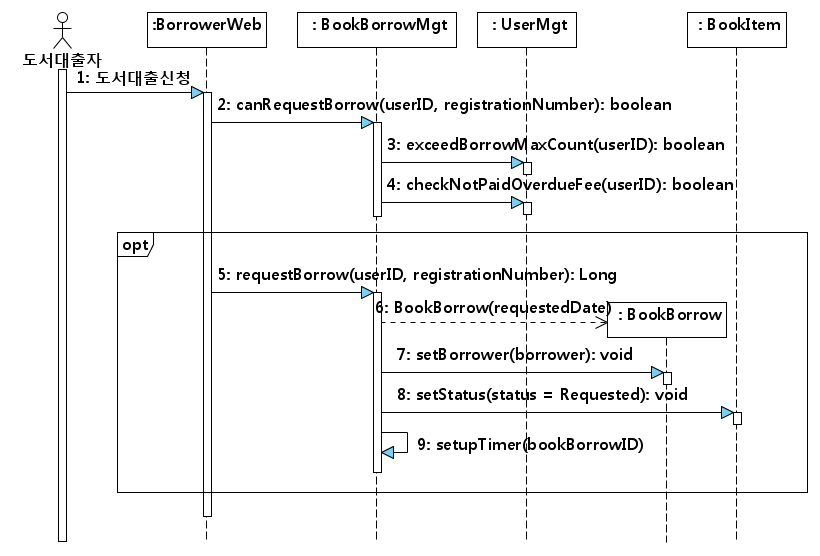 :BorrowerWeb
: BookBorrowMgt
: UserMgt
: BookItem
도서대출자
1: 도서대출신청
2: canRequestBorrow(userID, registrationNumber): boolean
3: exceedBorrowMaxCount(userID): boolean
4: checkNotPaidOverdueFee(userID): boolean
opt
5: requestBorrow(userID, registrationNumber): Long
6: BookBorrow(requestedDate)
: BookBorrow
7: setBorrower(borrower): void
8: setStatus(status = Requested): void
9: setupTimer(bookBorrowID)